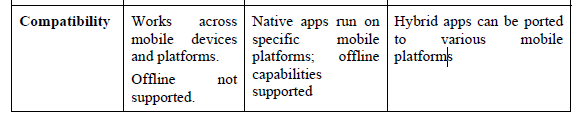 Compatibility
Works across
mobile devices
and platforms.
Offline not
supported.
Native apps run on
specific mobile
platforms; offline
capabilities
supported
Hybrid apps can be ported
to various mobile
platforms